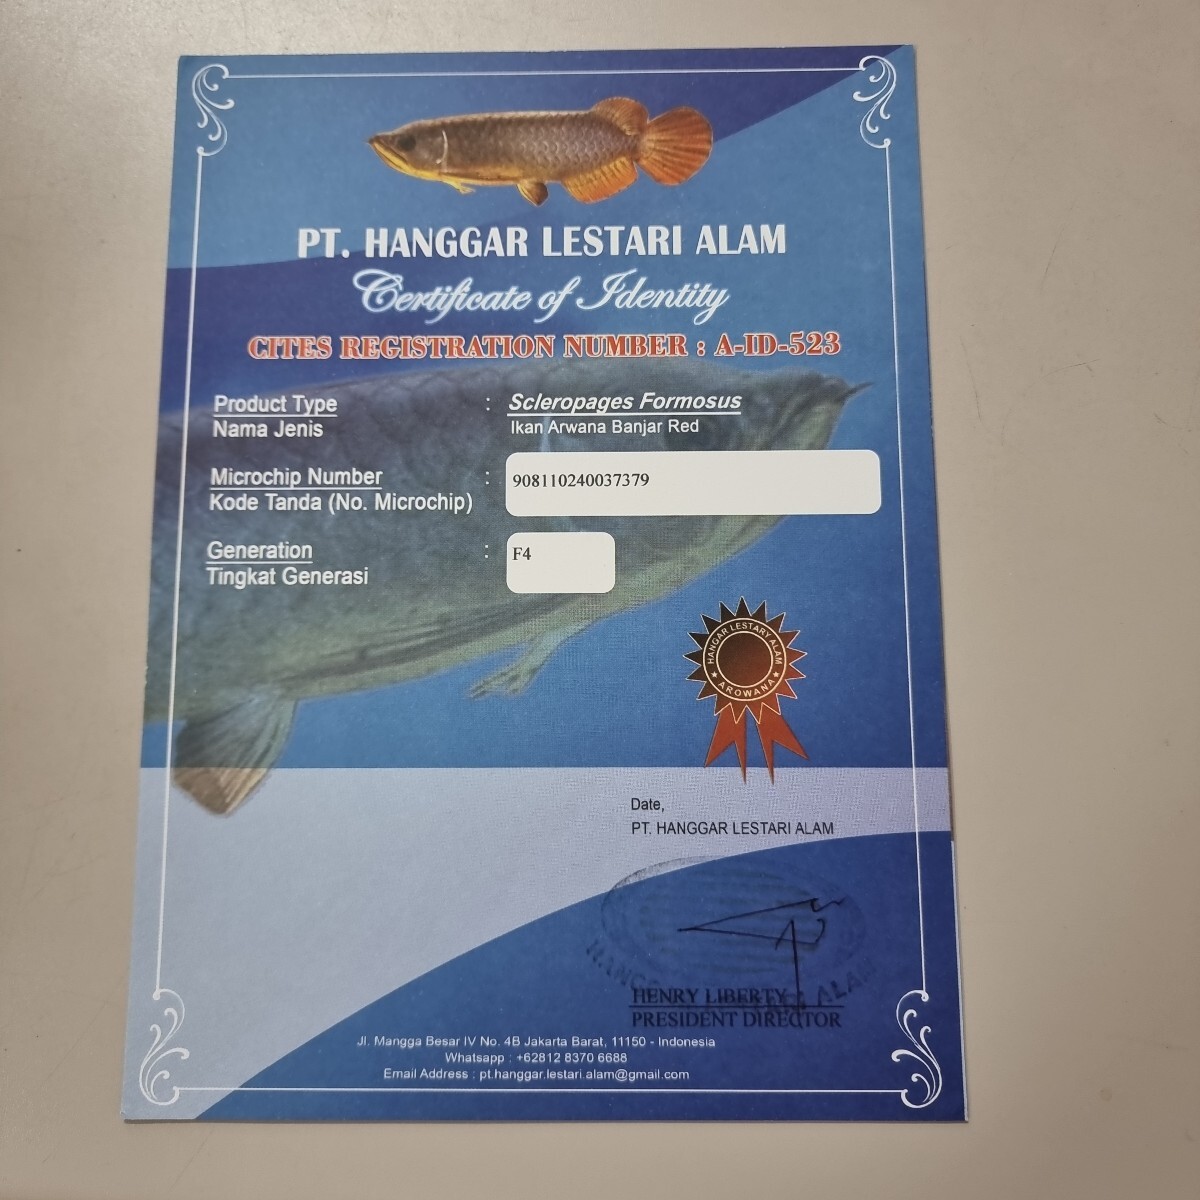 PT. HANGGAR LESTARI ALAM
Certificate of Identity
CITES REGISTRATION NUMBER : A-ID-523
Product Type : Scleropages Formosus
Nama Jenis Ikan Arwana Banjar Red
Microchip Number : 908110240037379
Kode Tanda (No. Microchip)
Generation : F4
Tingkat Generasi
HANGAR LESTARY ALAM
★ AROWANA ★
Date,
PT. HANGGAR LESTARI ALAM
HENRY LIBERTY
PRESIDENT DIRECTOR
Jl. Mangga Besar IV No. 4B Jakarta Barat, 11150 - Indonesia
Whatsapp : +62812 8370 6688
Email Address : pt.hanggar.lestari.alam@gmail.com